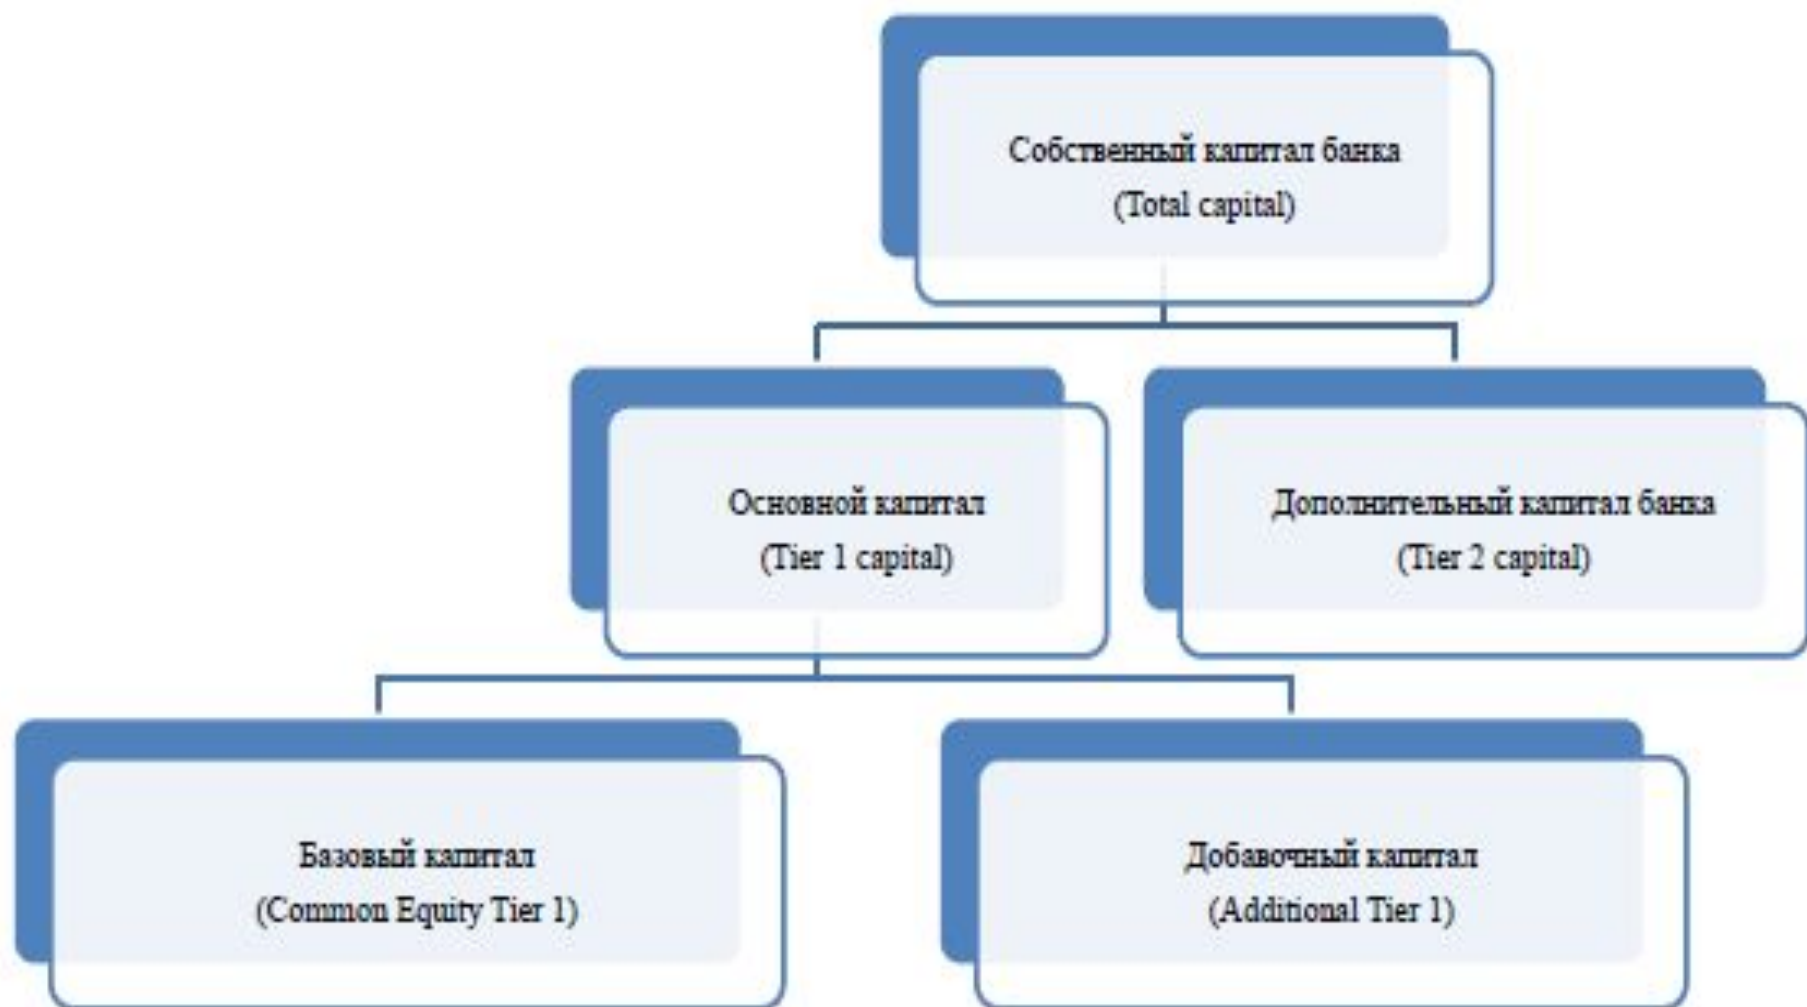 Собственный капитал банка
(Total capital)
Основной капитал
(Tier 1 capital)
Дополнительный капитал банка
(Tier 2 capital)
Базовый капитал
(Common Equity Tier 1)
Добавочный капитал
(Additional Tier 1)